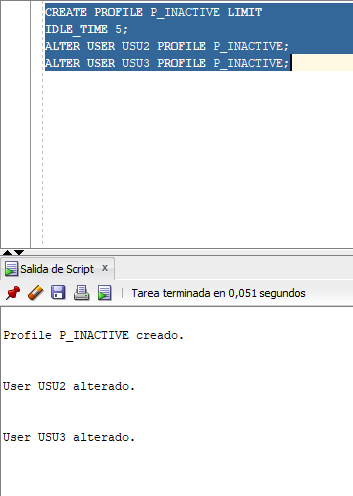 CREATE PROFILE P_INACTIVE LIMIT
IDLE_TIME 5;
ALTER USER USU2 PROFILE P_INACTIVE;
ALTER USER USU3 PROFILE P_INACTIVE;
Salida de Script x
Tarea terminada en 0,051 segundos
Profile P_INACTIVE creado.
User USU2 alterado.
User USU3 alterado.